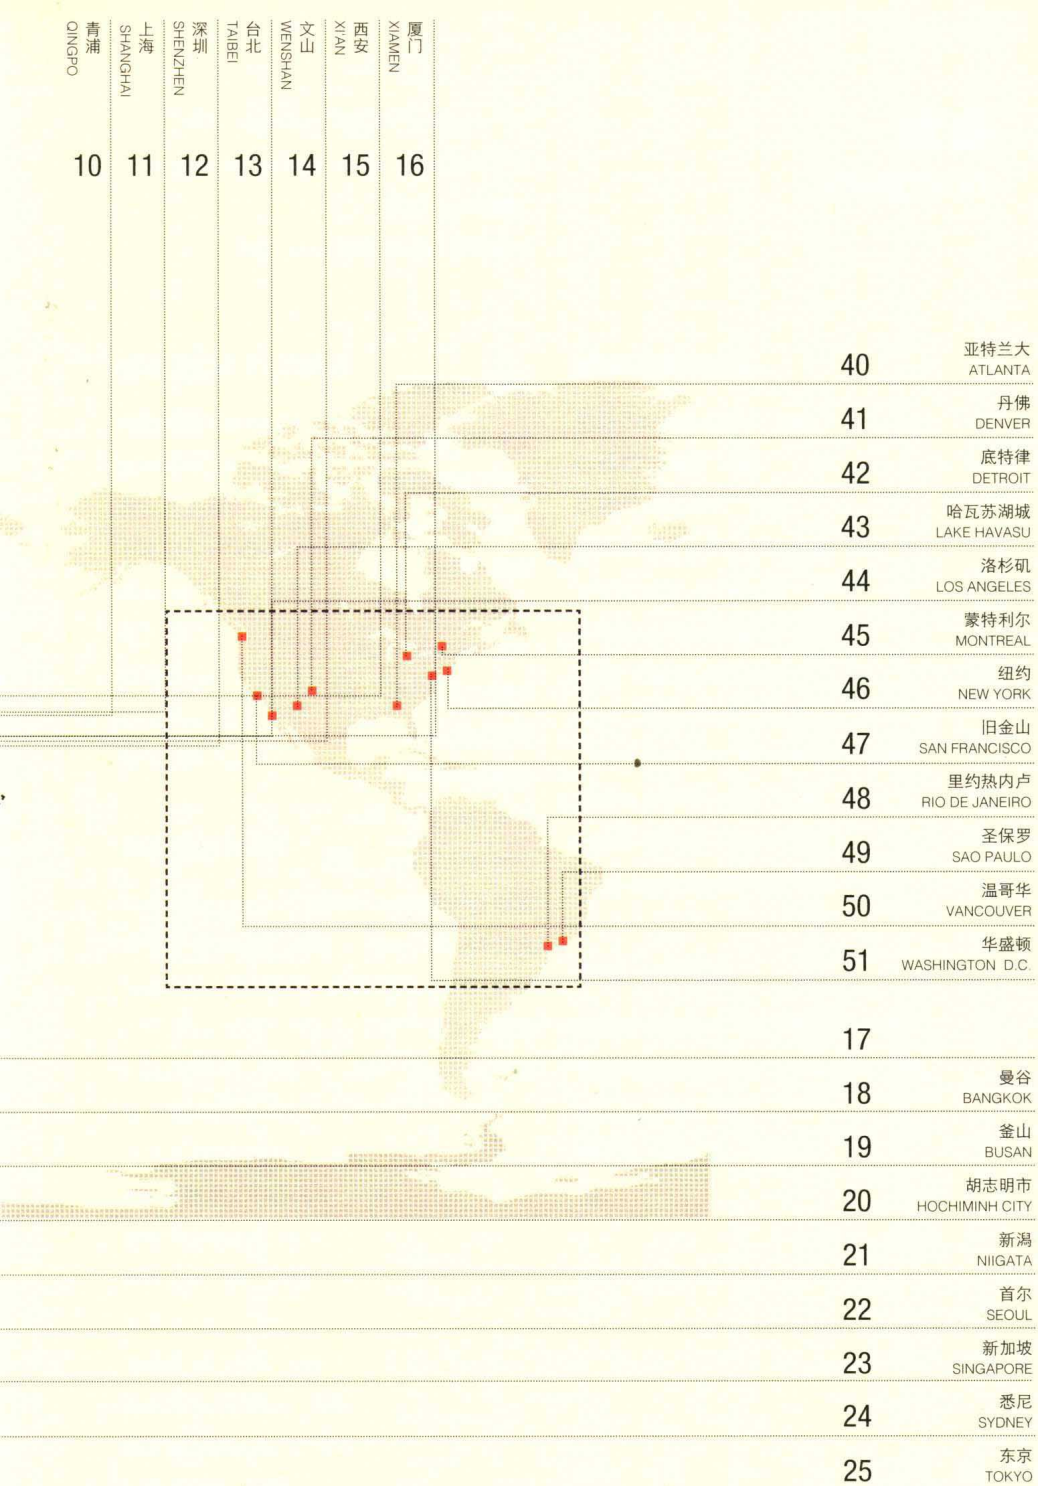 青浦
QINGPO
10
上海
SHANGHAI
11
深圳
SHENZHEN
12
台北
TAIBEI
13
文山
WENSHAN
14
西安
XI'AN
15
厦门
XIAMEN
16
40
亚特兰大
ATLANTA
41
丹佛
DENVER
42
底特律
DETROIT
43
哈瓦苏湖城
LAKE HAVASU
44
洛杉矶
LOS ANGELES
45
蒙特利尔
MONTREAL
46
纽约
NEW YORK
47
旧金山
SAN FRANCISCO
48
里约热内卢
RIO DE JANEIRO
49
圣保罗
SAO PAULO
50
温哥华
VANCOUVER
51
华盛顿
WASHINGTON D.C.
17
18
曼谷
BANGKOK
19
釜山
BUSAN
20
胡志明市
HOCHIMINH CITY
21
新潟
NIIGATA
22
首尔
SEOUL
23
新加坡
SINGAPORE
24
悉尼
SYDNEY
25
东京
TOKYO